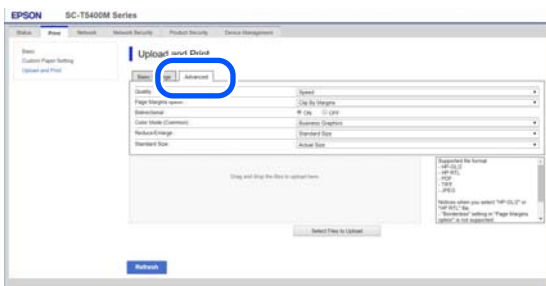 EPSON SC-T5400M Series
Status Print Network Network Security Product Security Device Management
Basic
Custom Paper Setting
Upload and Print
Upload and Print
Basic Advanced
Quality : Speed
Page Margins option : Clip By Margins
Bidirectional ON OFF
Color Mode (Common) : Business Graphics
Reduce/Enlarge : Standard Size
Standard Size : Actual Size
Drag and drop the files to upload here.
Supported file format
- HP-GL/2
- HP RTL
- PDF
- TIFF
- JPEG
Notices when you select "HP-GL/2" or
"HP RTL" file
- "Borderless" setting in "Page Margins
option" is not supported
Select Files to Upload
Refresh